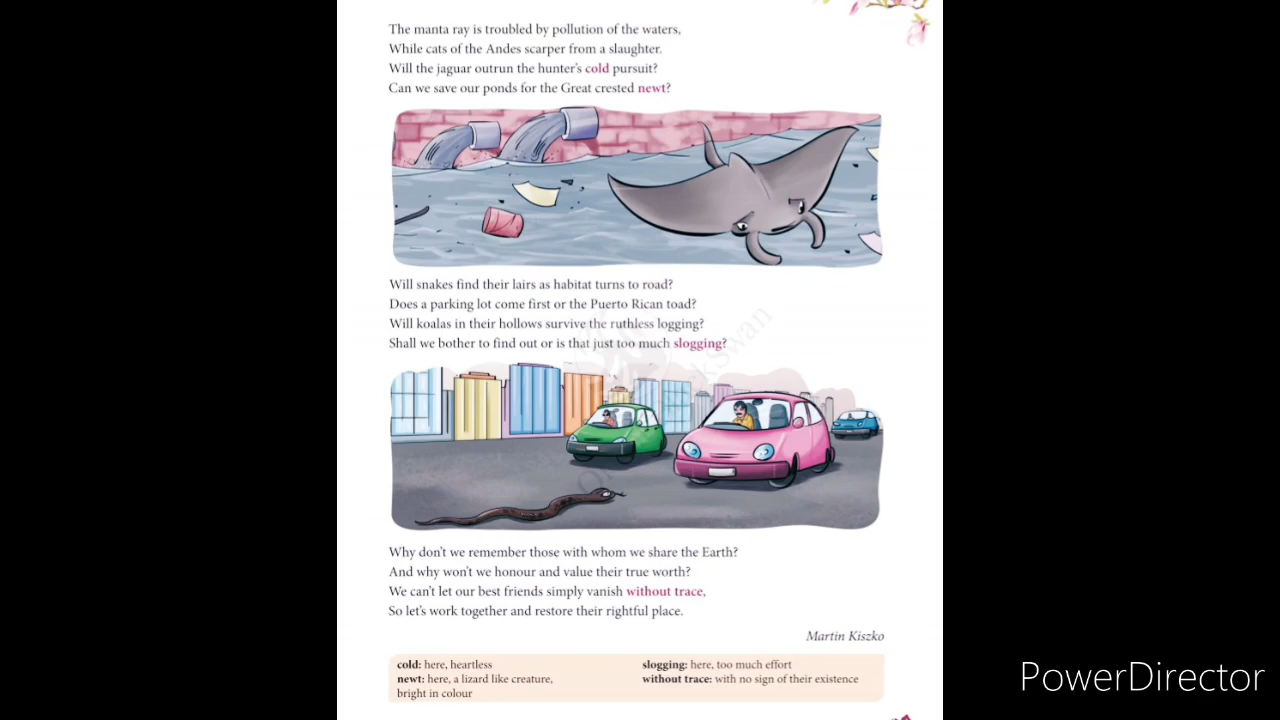 The manta ray is troubled by pollution of the waters,
While cats of the Andes scarper from a slaughter.
Will the jaguar outrun the hunter's cold pursuit?
Can we save our ponds for the Great crested newt?
Will snakes find their lairs as habitat turns to road?
Does a parking lot come first or the Puerto Rican toad?
Will koalas in their hollows survive the ruthless logging?
Shall we bother to find out or is that just too much slogging?
Why don't we remember those with whom we share the Earth?
And why won't we honour and value their true worth?
We can't let our best friends simply vanish without trace,
So let's work together and restore their rightful place.
Martin Kiszko
cold: here, heartless
newt: here, a lizard like creature,
bright in colour
slogging: here, too much effort
without trace: with no sign of their existence
PowerDirector